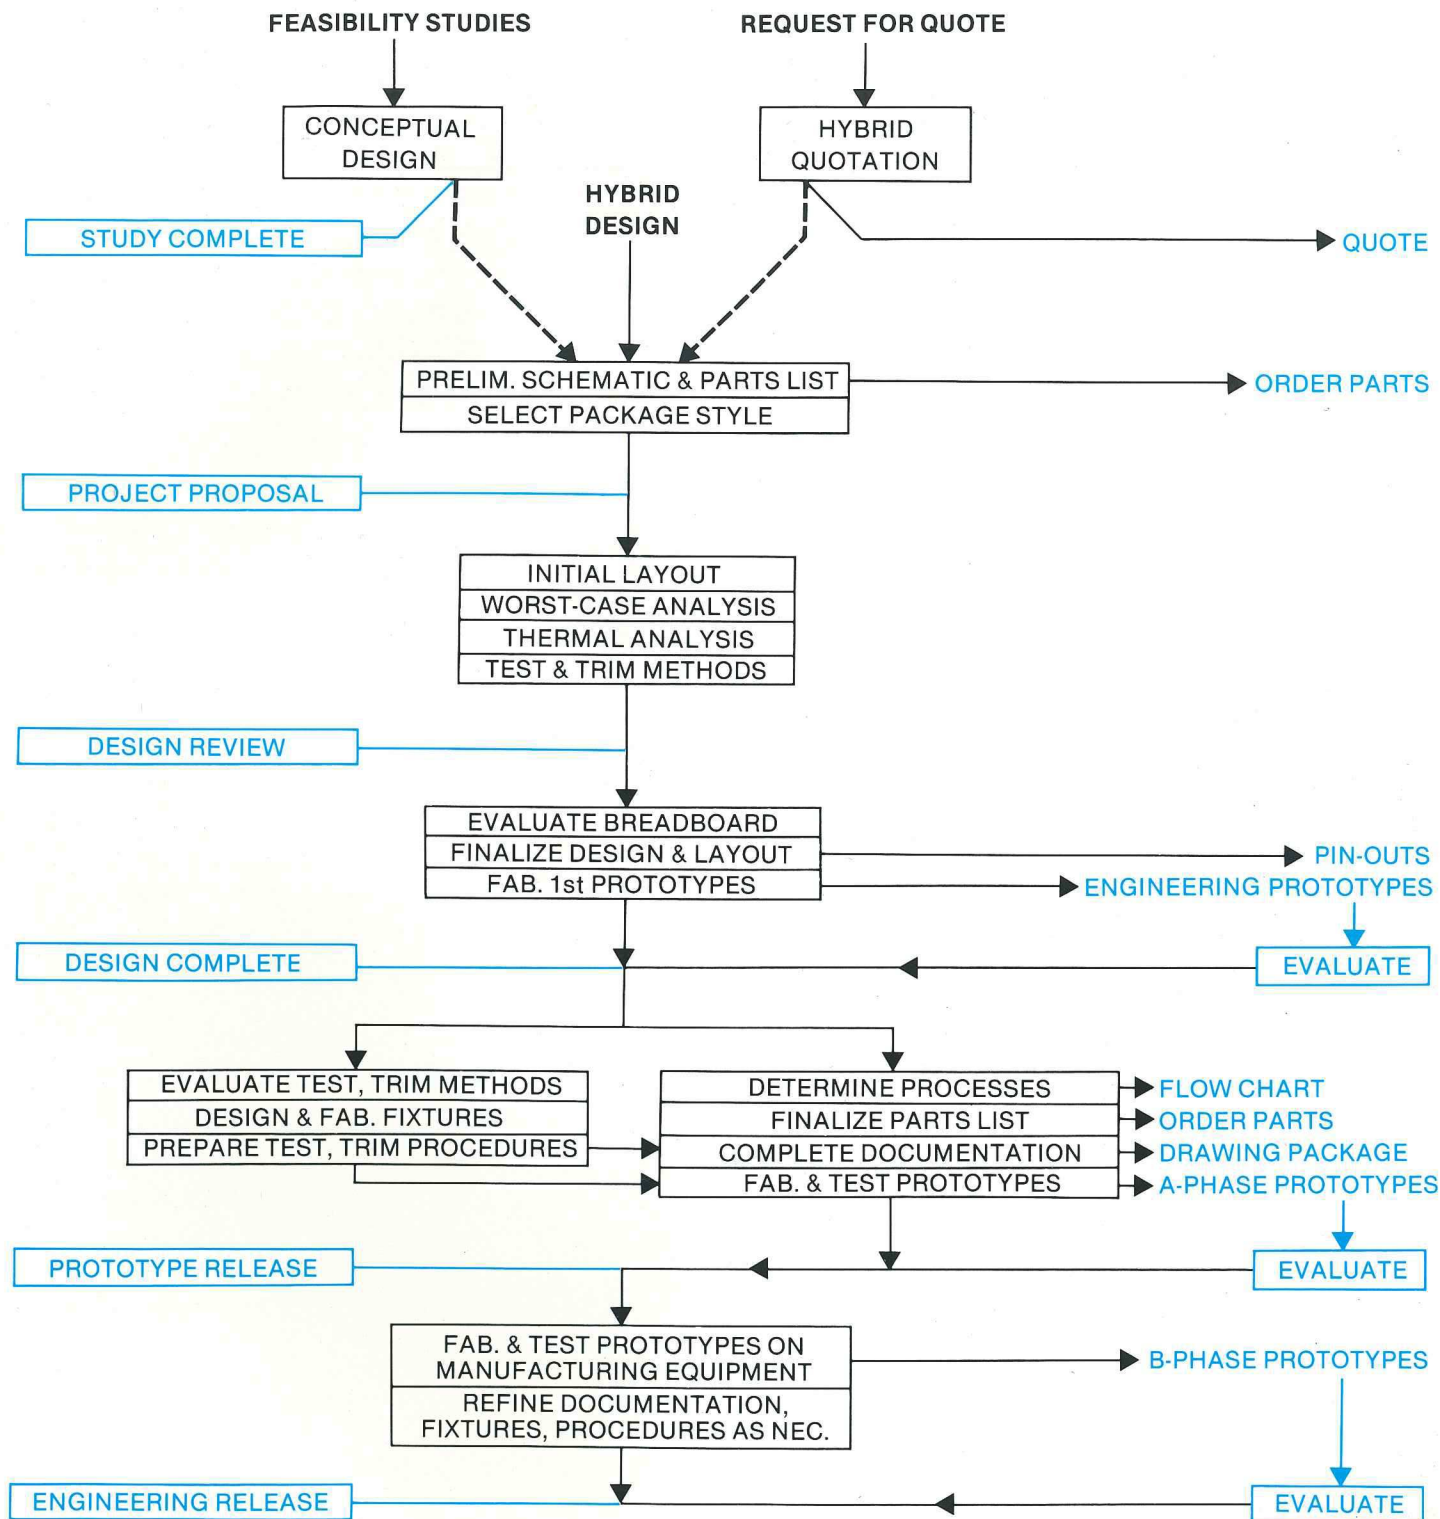 FEASIBILITY STUDIES
REQUEST FOR QUOTE
CONCEPTUAL
DESIGN
HYBRID
QUOTATION
HYBRID
DESIGN
STUDY COMPLETE
QUOTE
PRELIM. SCHEMATIC & PARTS LIST
ORDER PARTS
SELECT PACKAGE STYLE
PROJECT PROPOSAL
INITIAL LAYOUT
WORST-CASE ANALYSIS
THERMAL ANALYSIS
TEST & TRIM METHODS
DESIGN REVIEW
EVALUATE BREADBOARD
FINALIZE DESIGN & LAYOUT
PIN-OUTS
FAB. 1st PROTOTYPES
ENGINEERING PROTOTYPES
DESIGN COMPLETE
EVALUATE
EVALUATE TEST, TRIM METHODS
DESIGN & FAB. FIXTURES
PREPARE TEST, TRIM PROCEDURES
DETERMINE PROCESSES
FLOW CHART
FINALIZE PARTS LIST
ORDER PARTS
COMPLETE DOCUMENTATION
DRAWING PACKAGE
FAB. & TEST PROTOTYPES
A-PHASE PROTOTYPES
PROTOTYPE RELEASE
EVALUATE
FAB. & TEST PROTOTYPES ON
MANUFACTURING EQUIPMENT
B-PHASE PROTOTYPES
REFINE DOCUMENTATION,
FIXTURES, PROCEDURES AS NEC.
ENGINEERING RELEASE
EVALUATE